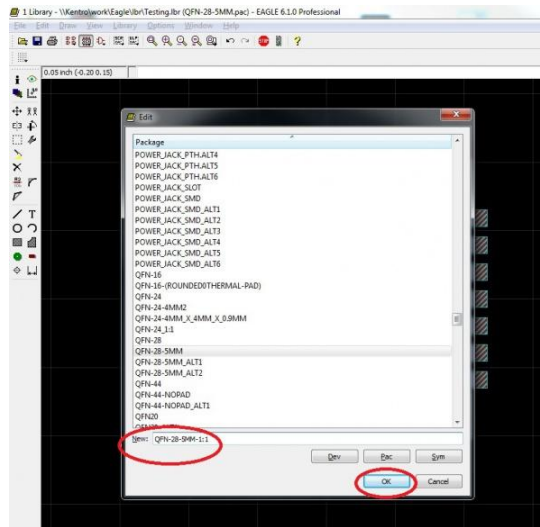 1 Library - \\Kentro\work\Eagle\lbr\Testing.lbr (QFN-28-5MM.pac) - EAGLE 6.1.0 Professional
File Edit Draw View Library Options Window Help
0.05 inch (-0.20 0.15)
Edit
Package
POWER_JACK_PTH.ALT4
POWER_JACK_PTH.ALT5
POWER_JACK_PTH.ALT6
POWER_JACK_SLOT
POWER_JACK_SMD
POWER_JACK_SMD_ALT1
POWER_JACK_SMD_ALT2
POWER_JACK_SMD_ALT3
POWER_JACK_SMD_ALT4
POWER_JACK_SMD_ALT5
POWER_JACK_SMD_ALT6
QFN-16
QFN-16-(ROUNDED0THERMAL-PAD)
QFN-24
QFN-24-4MM2
QFN-24-4MM_X_4MM_X_0.9MM
QFN-24_1:1
QFN-28
QFN-28-5MM
QFN-28-5MM_ALT1
QFN-28-5MM_ALT2
QFN-44
QFN-44-NOPAD
QFN-44-NOPAD_ALT1
QFN20
New: QFN-28-5MM-1:1
Dev Pac Sym
OK Cancel